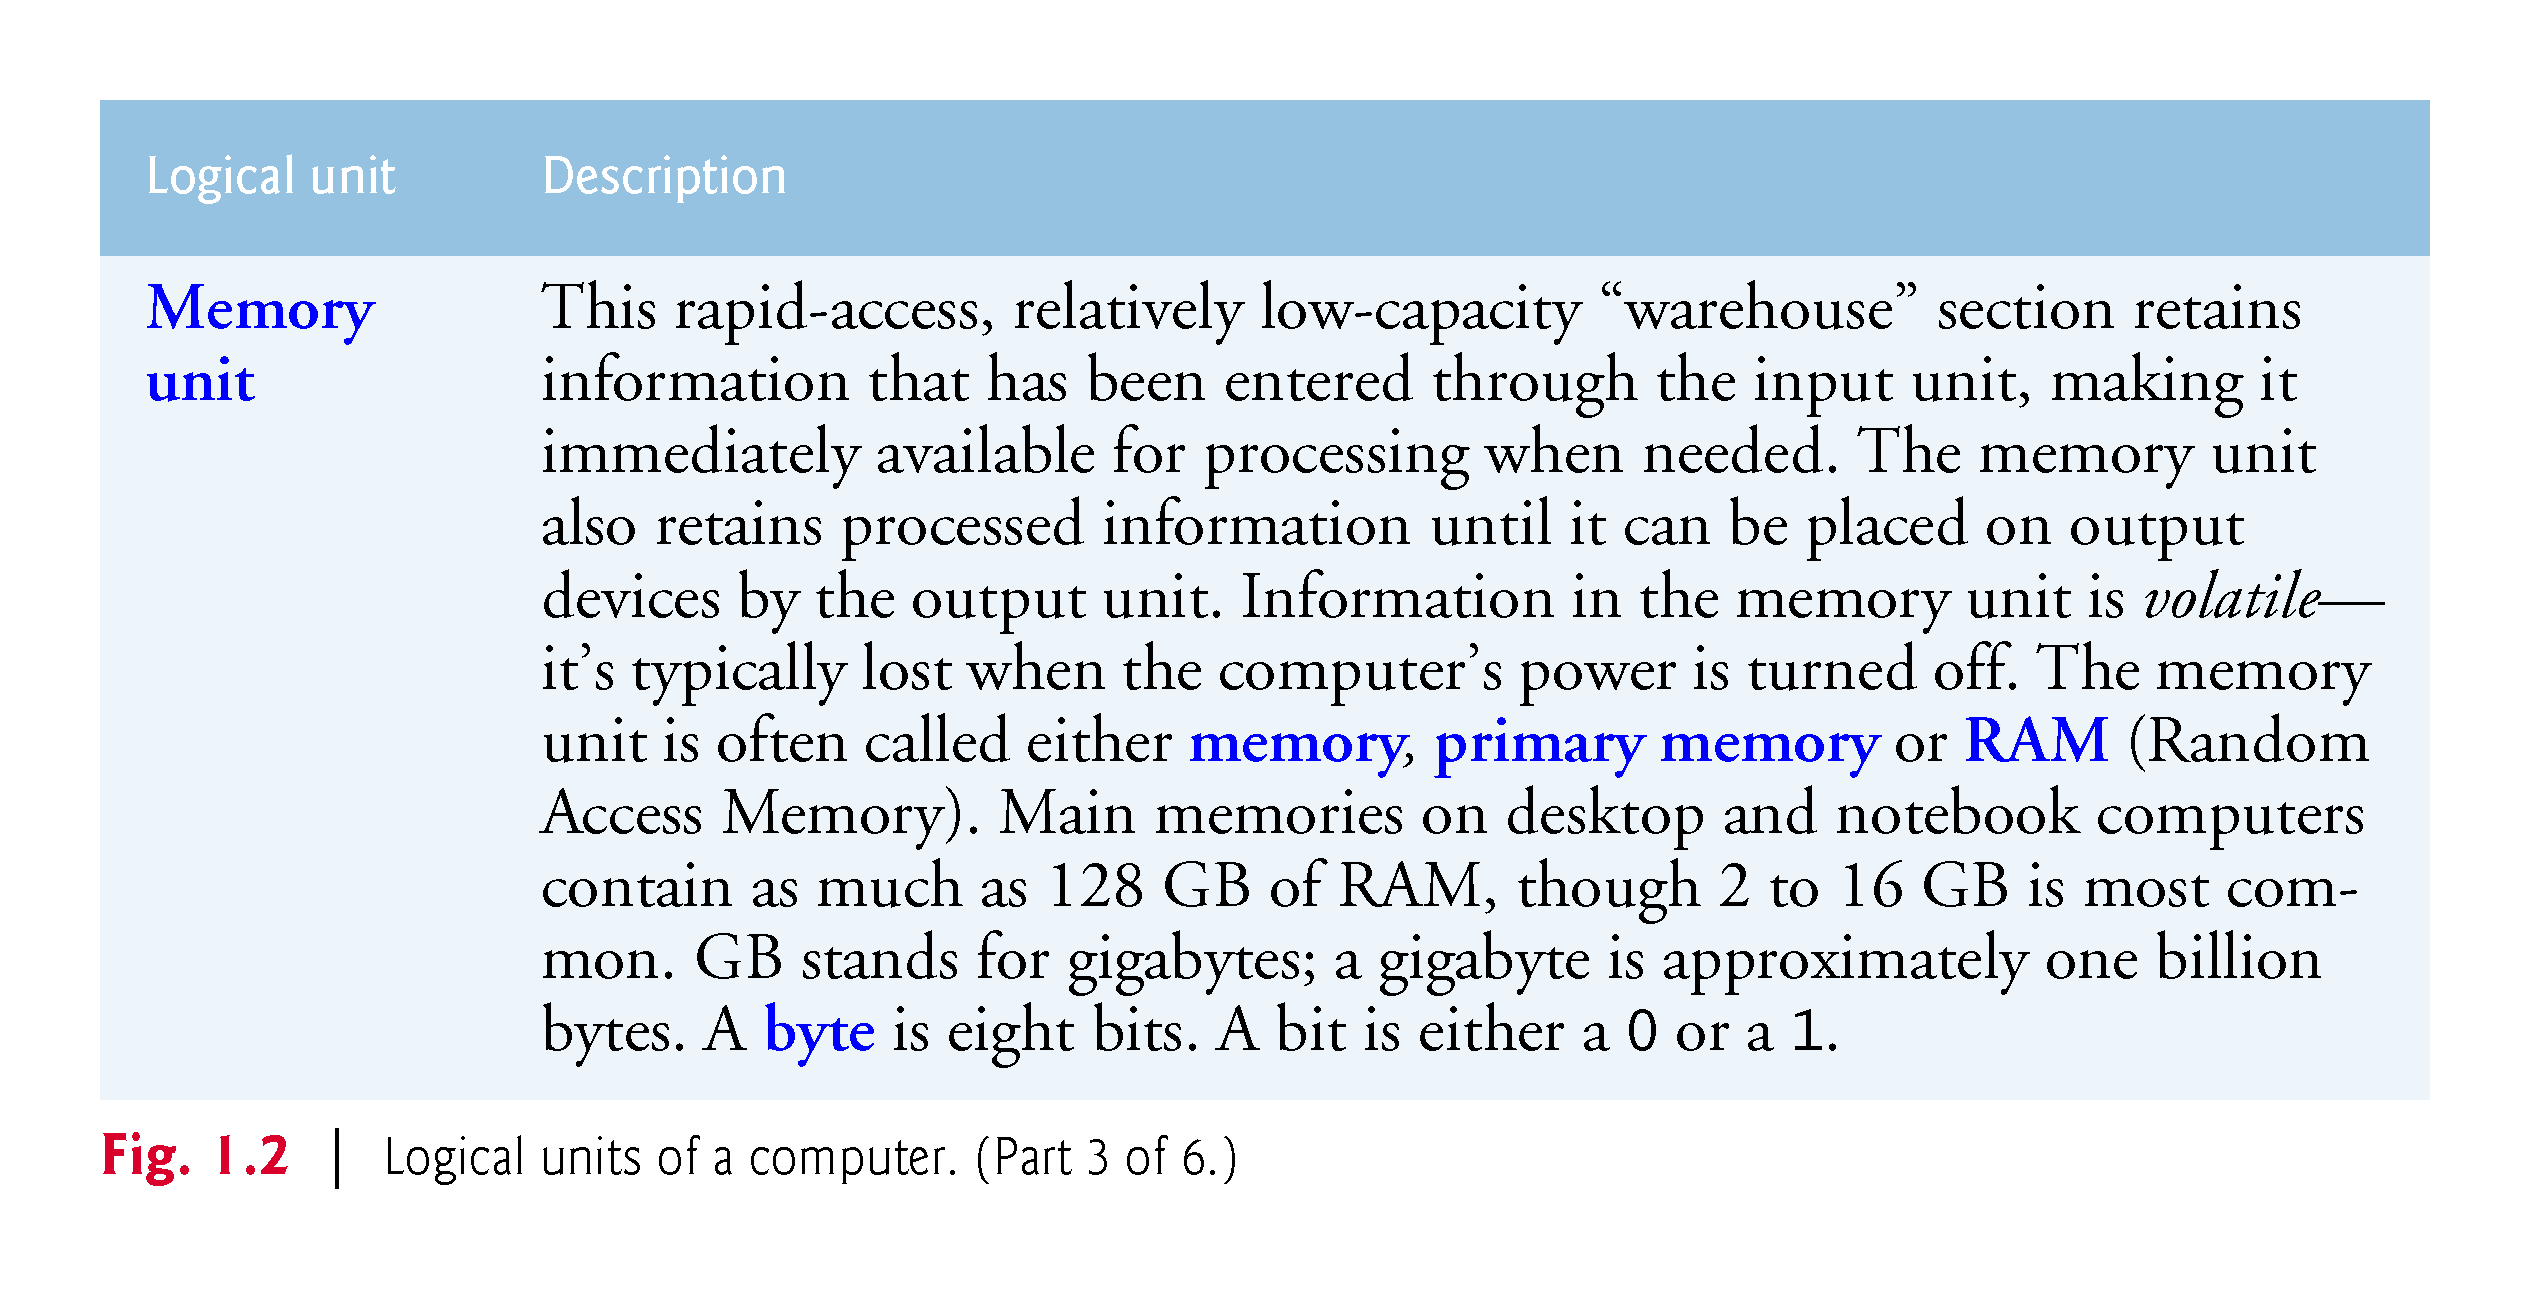 Logical unit Description
Memory This rapid-access, relatively low-capacity “warehouse” section retains
unit information that has been entered through the input unit, making it
immediately available for processing when needed. The memory unit
also retains processed information until it can be placed on output
devices by the output unit. Information in the memory unit is volatile—
it’s typically lost when the computer’s power is turned off. The memory
unit is often called either memory, primary memory or RAM (Random
Access Memory). Main memories on desktop and notebook computers
contain as much as 128 GB of RAM, though 2 to 16 GB is most com-
mon. GB stands for gigabytes; a gigabyte is approximately one billion
bytes. A byte is eight bits. A bit is either a 0 or a 1.
Fig. 1.2 | Logical units of a computer. (Part 3 of 6.)